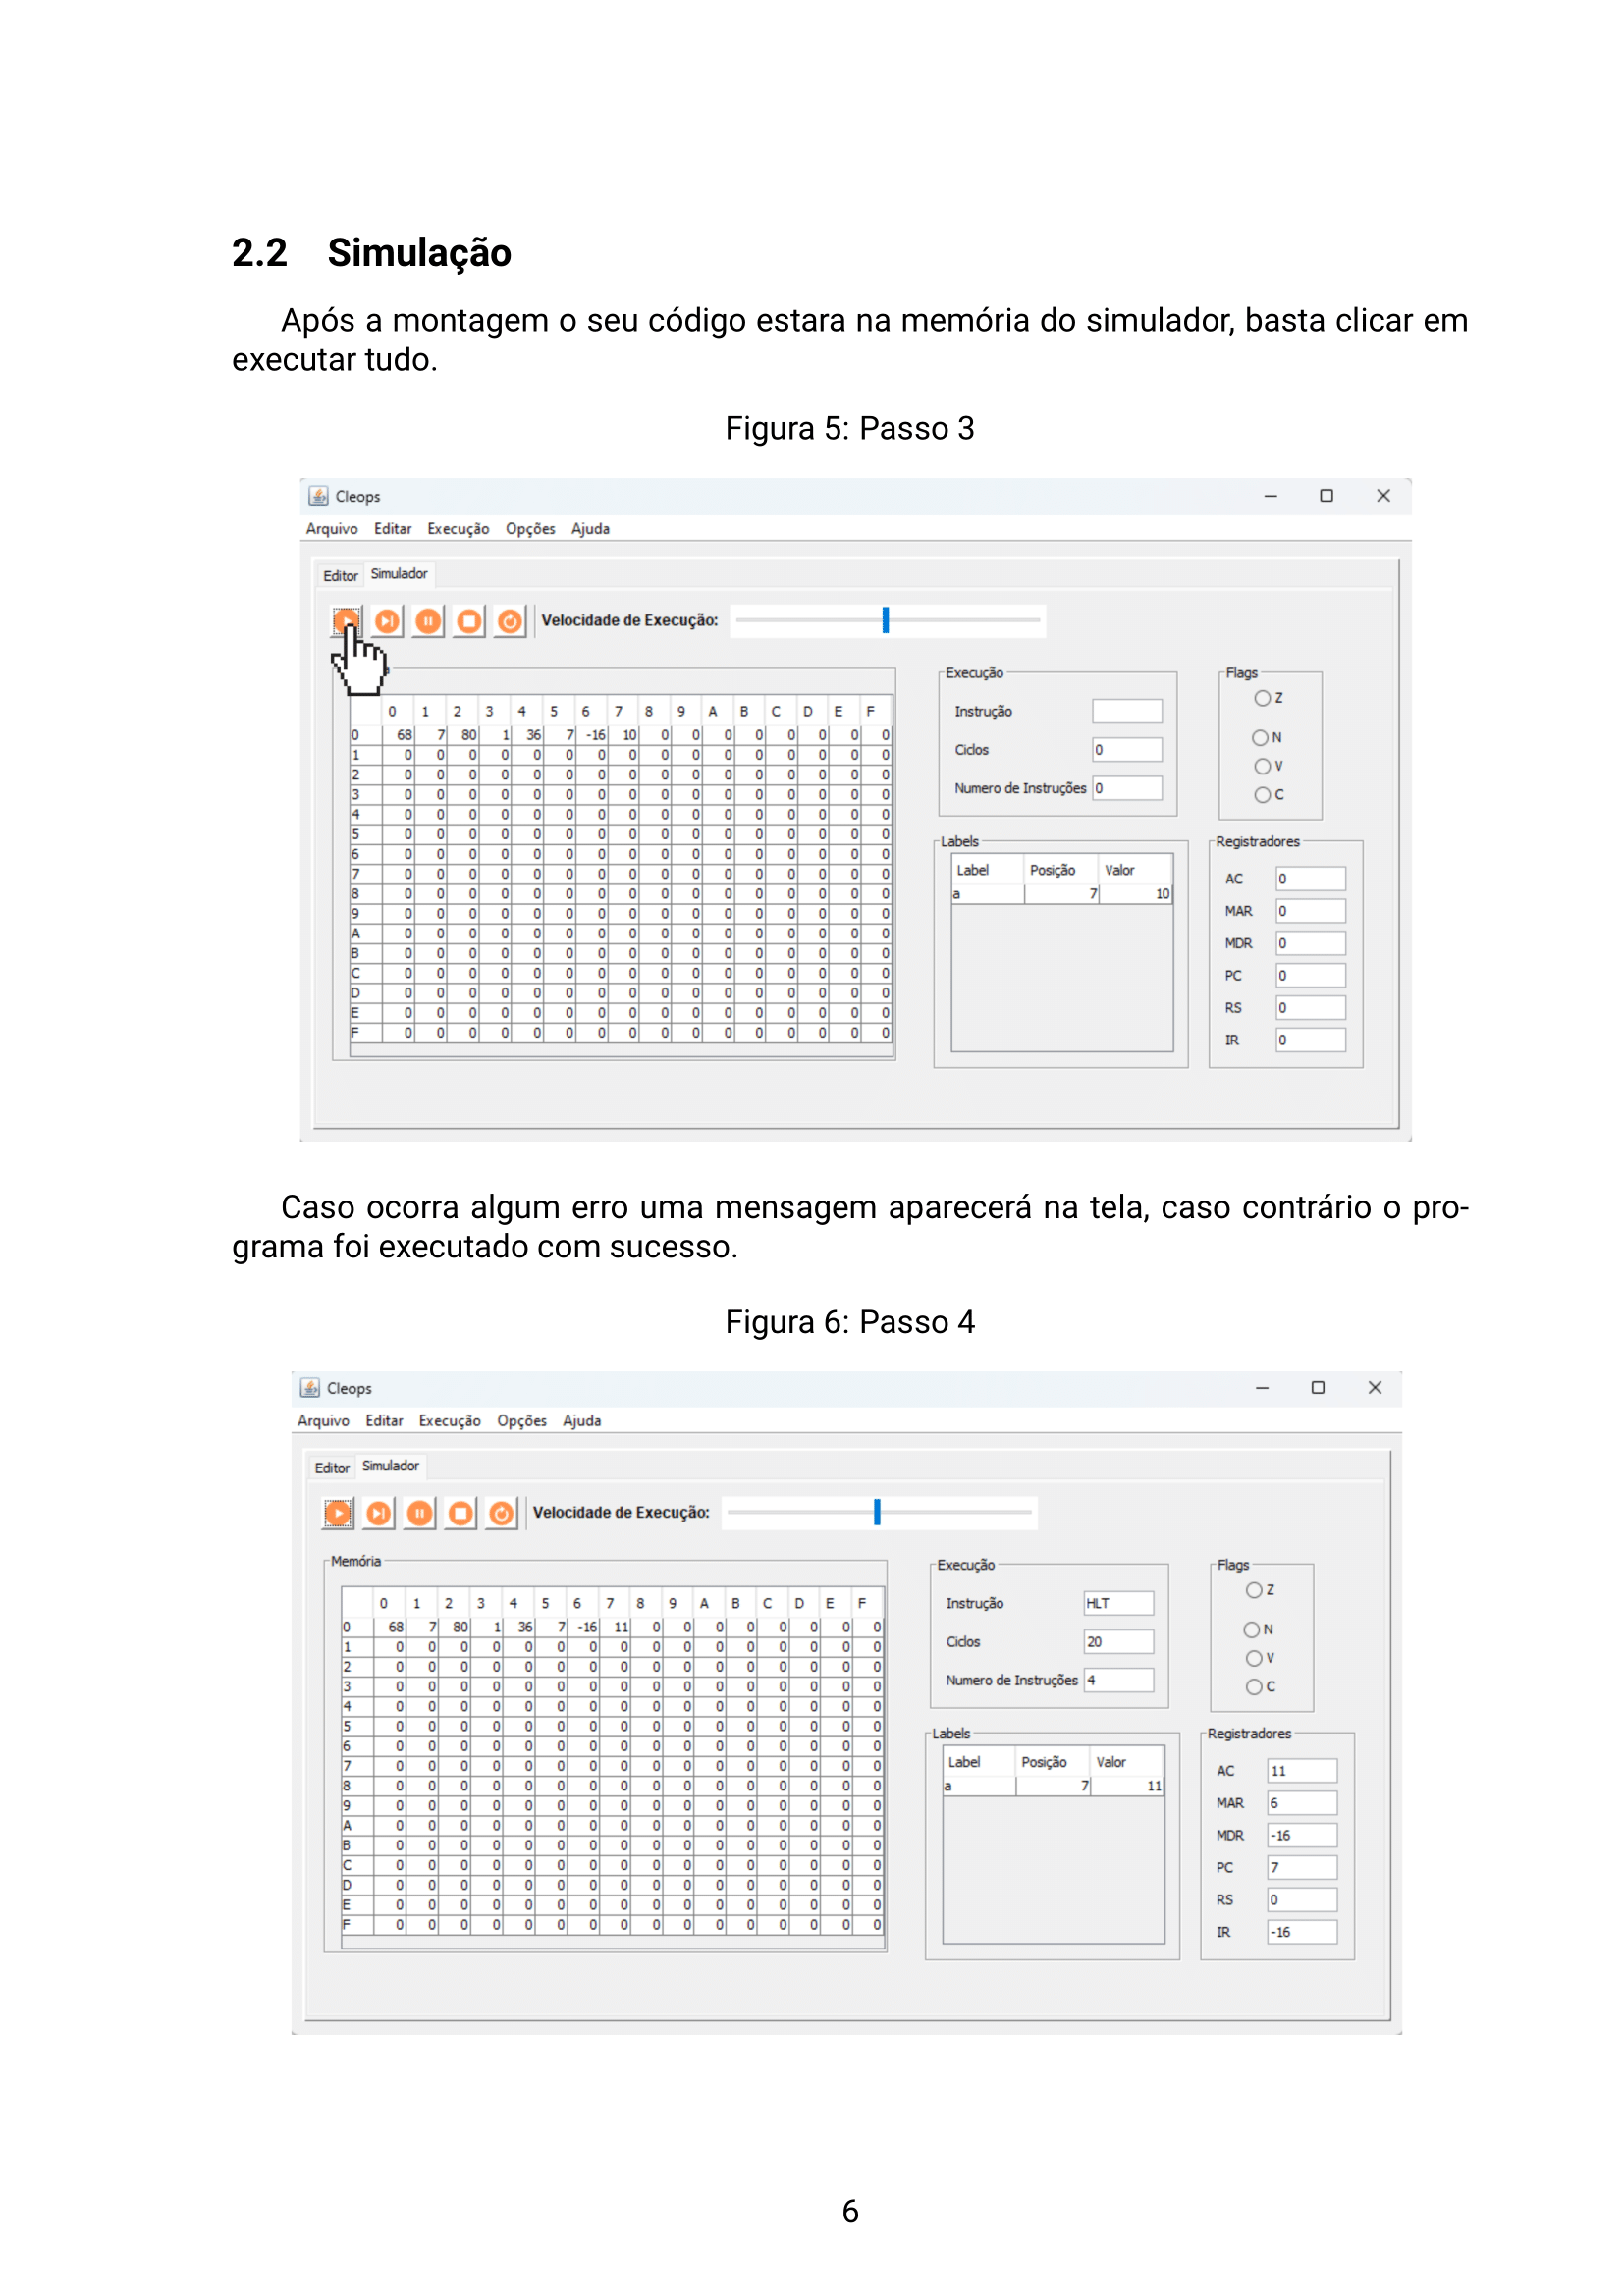 2.2 Simulação
Após a montagem o seu código estara na memória do simulador, basta clicar em
executar tudo.
Figura 5: Passo 3
Cleops
Arquivo Editar Execução Opções Ajuda
Editor Simulador
Velocidade de Execução:
Execução
Flags
Instrução
Z
Ciclos 0
N
V
Numero de Instruções 0
C
0 1 2 3 4 5 6 7 8 9 A B C D E F
0 68 7 80 1 36 7 -16 10 0 0 0 0 0 0 0 0
1 0 0 0 0 0 0 0 0 0 0 0 0 0 0 0 0
2 0 0 0 0 0 0 0 0 0 0 0 0 0 0 0 0
3 0 0 0 0 0 0 0 0 0 0 0 0 0 0 0 0
4 0 0 0 0 0 0 0 0 0 0 0 0 0 0 0 0
5 0 0 0 0 0 0 0 0 0 0 0 0 0 0 0 0
6 0 0 0 0 0 0 0 0 0 0 0 0 0 0 0 0
7 0 0 0 0 0 0 0 0 0 0 0 0 0 0 0 0
8 0 0 0 0 0 0 0 0 0 0 0 0 0 0 0 0
9 0 0 0 0 0 0 0 0 0 0 0 0 0 0 0 0
A 0 0 0 0 0 0 0 0 0 0 0 0 0 0 0 0
B 0 0 0 0 0 0 0 0 0 0 0 0 0 0 0 0
C 0 0 0 0 0 0 0 0 0 0 0 0 0 0 0 0
D 0 0 0 0 0 0 0 0 0 0 0 0 0 0 0 0
E 0 0 0 0 0 0 0 0 0 0 0 0 0 0 0 0
F 0 0 0 0 0 0 0 0 0 0 0 0 0 0 0 0
Labels
Label Posição Valor
a 7 10
Registradores
AC 0
MAR 0
MDR 0
PC 0
RS 0
IR 0
Caso ocorra algum erro uma mensagem aparecerá na tela, caso contrário o pro-
grama foi executado com sucesso.
Figura 6: Passo 4
Cleops
Arquivo Editar Execução Opções Ajuda
Editor Simulador
Velocidade de Execução:
Memória
0 1 2 3 4 5 6 7 8 9 A B C D E F
0 68 7 80 1 36 7 -16 11 0 0 0 0 0 0 0 0
1 0 0 0 0 0 0 0 0 0 0 0 0 0 0 0 0
2 0 0 0 0 0 0 0 0 0 0 0 0 0 0 0 0
3 0 0 0 0 0 0 0 0 0 0 0 0 0 0 0 0
4 0 0 0 0 0 0 0 0 0 0 0 0 0 0 0 0
5 0 0 0 0 0 0 0 0 0 0 0 0 0 0 0 0
6 0 0 0 0 0 0 0 0 0 0 0 0 0 0 0 0
7 0 0 0 0 0 0 0 0 0 0 0 0 0 0 0 0
8 0 0 0 0 0 0 0 0 0 0 0 0 0 0 0 0
9 0 0 0 0 0 0 0 0 0 0 0 0 0 0 0 0
A 0 0 0 0 0 0 0 0 0 0 0 0 0 0 0 0
B 0 0 0 0 0 0 0 0 0 0 0 0 0 0 0 0
C 0 0 0 0 0 0 0 0 0 0 0 0 0 0 0 0
D 0 0 0 0 0 0 0 0 0 0 0 0 0 0 0 0
E 0 0 0 0 0 0 0 0 0 0 0 0 0 0 0 0
F 0 0 0 0 0 0 0 0 0 0 0 0 0 0 0 0
Execução
Instrução HLT
Ciclos 20
Numero de Instruções 4
Flags
Z
N
V
C
Labels
Label Posição Valor
a 7 11
Registradores
AC 11
MAR 6
MDR -16
PC 7
RS 0
IR -16
6